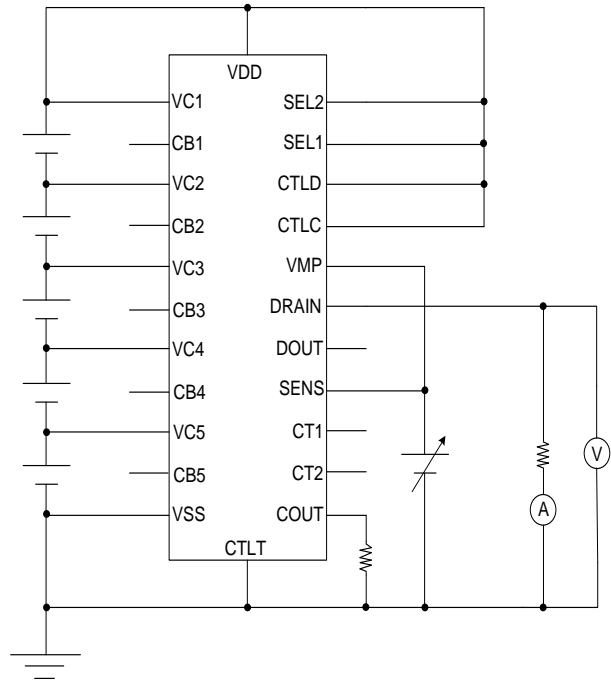 VDD
VC1
CB1
VC2
CB2
VC3
CB3
VC4
CB4
VC5
CB5
VSS
CTLT
SEL2
SEL1
CTLD
CTLC
VMP
DRAIN
DOUT
SENS
CT1
CT2
COUT
A
V